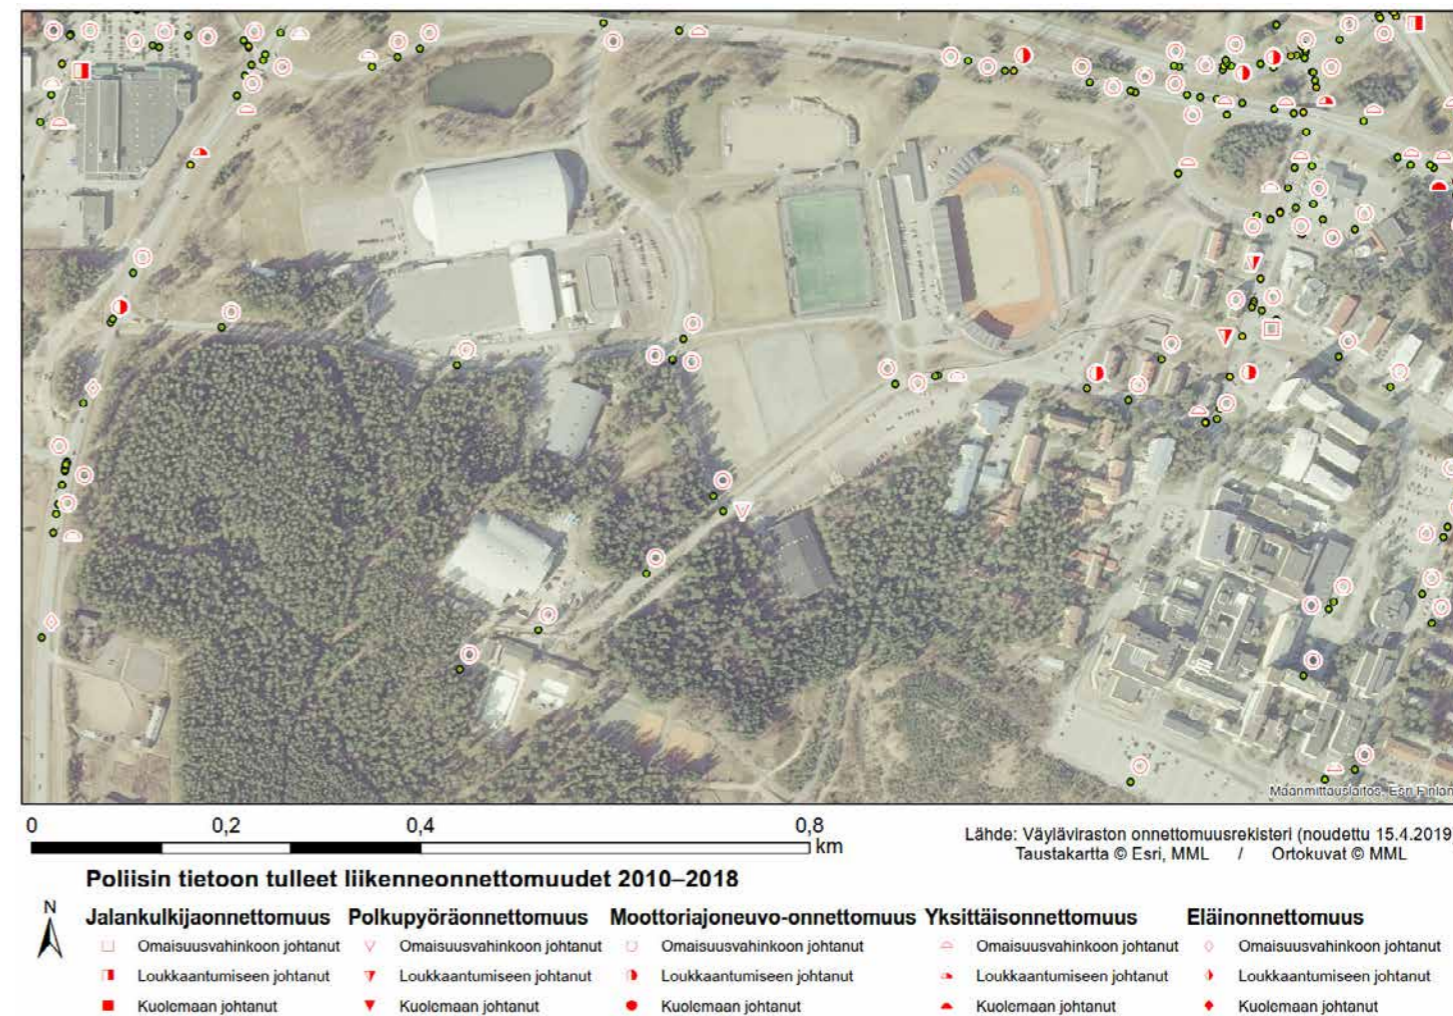 Maanmittauslaitos, Esri Finlan
0 0,2 0,4 0,8
km
Lähde: Väyläviraston onnettomuusrekisteri (noudettu 15.4.2019
Taustakartta © Esri, MML / Ortokuvat © MML
Poliisin tietoon tulleet liikenneonnettomuudet 2010–2018
N
Jalankulkijaonnettomuus Polkupyöräonnettomuus Moottoriajoneuvo-onnettomuus Yksittäisonnettomuus Eläinonnettomuus
Omaisuusvahinkoon johtanut Omaisuusvahinkoon johtanut Omaisuusvahinkoon johtanut Omaisuusvahinkoon johtanut Omaisuusvahinkoon johtanut
Loukkaantumiseen johtanut Loukkaantumiseen johtanut Loukkaantumiseen johtanut Loukkaantumiseen johtanut Loukkaantumiseen johtanut
Kuolemaan johtanut Kuolemaan johtanut Kuolemaan johtanut Kuolemaan johtanut Kuolemaan johtanut